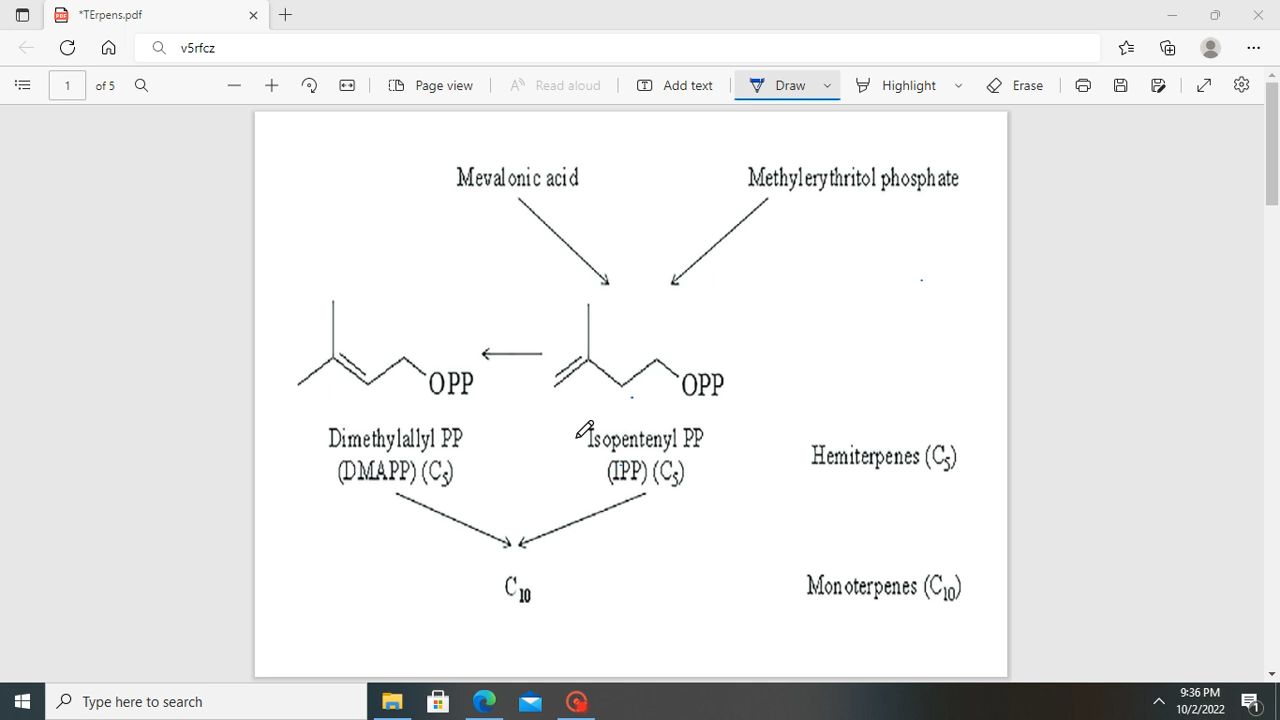 *TErpens.pdf
v5rfcz
1 of 5
Page view
Read aloud
Add text
Draw
Highlight
Erase
Mevalonic acid
Methylerythritol phosphate
OPP
OPP
Dimethylallyl PP
(DMAPP) (C5)
Isopentenyl PP
(IPP) (C5)
Hemiterpenes (C5)
C10
Monoterpenes (C10)
Type here to search
9:36 PM
10/2/2022
1